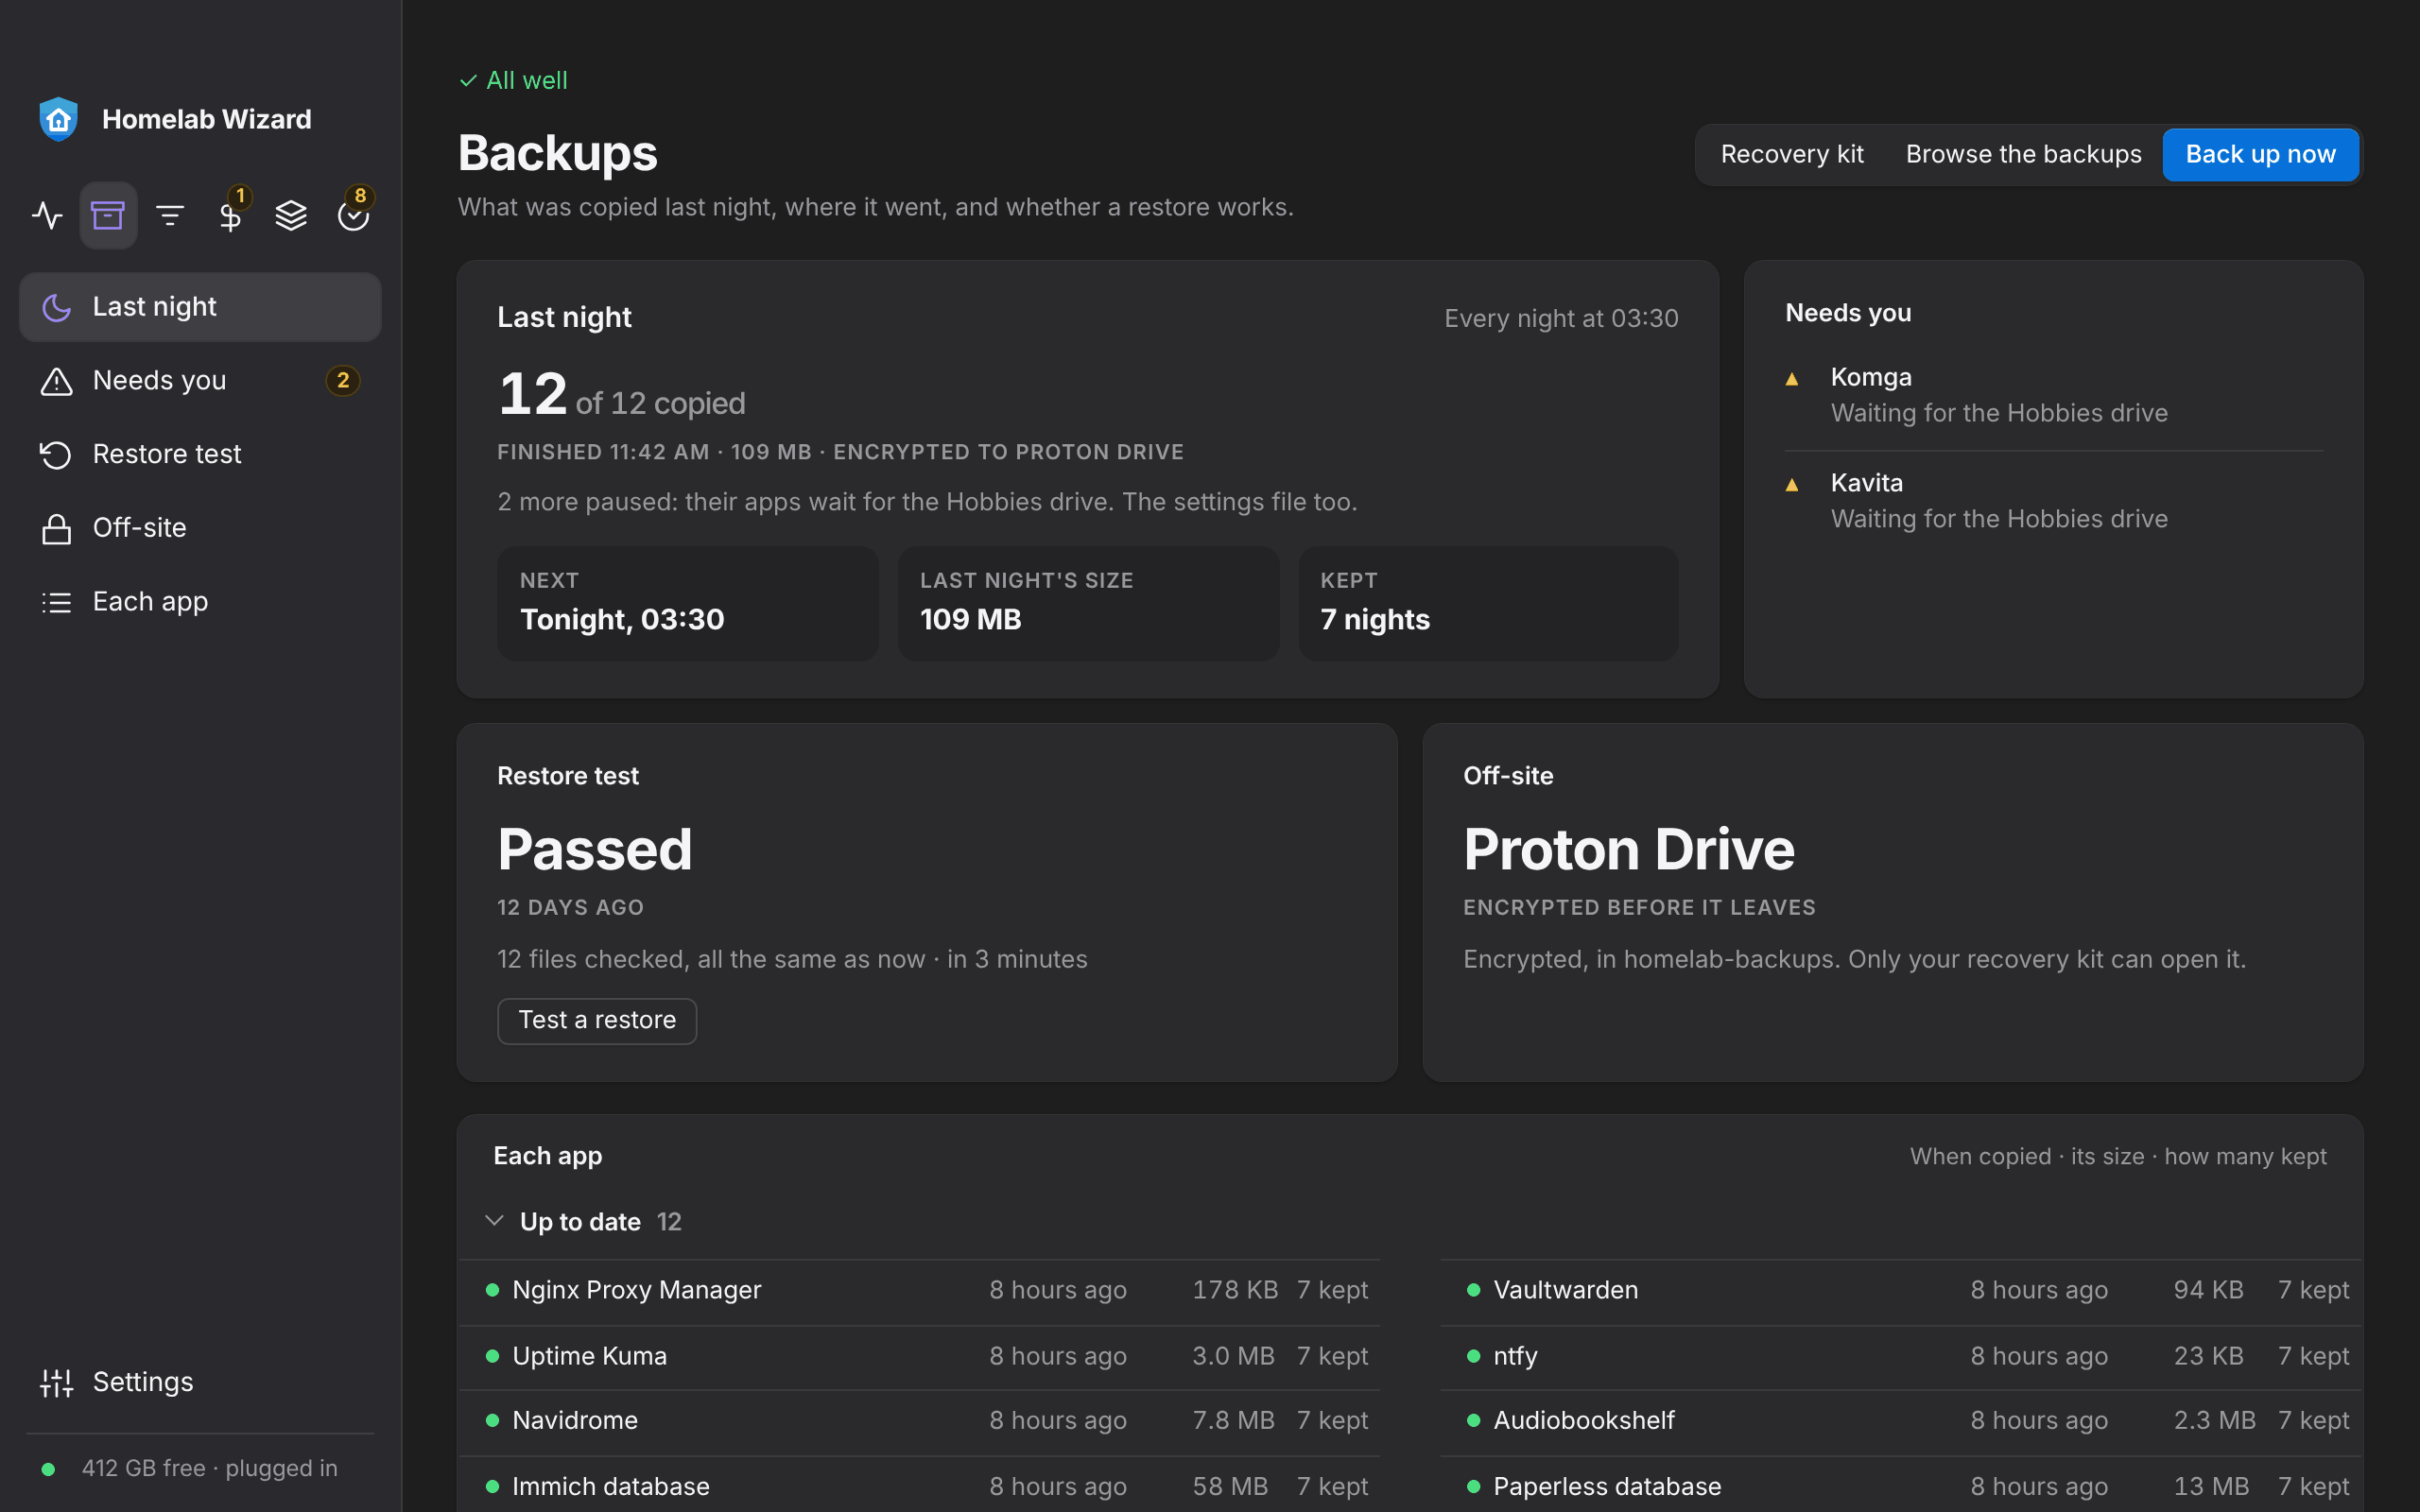 Homelab Wizard
1
8
Last night
Needs you 2
Restore test
Off-site
Each app
Settings
412 GB free · plugged in
All well
Backups
What was copied last night, where it went, and whether a restore works.
Recovery kit Browse the backups Back up now
Last night Every night at 03:30
12 of 12 copied
FINISHED 11:42 AM · 109 MB · ENCRYPTED TO PROTON DRIVE
2 more paused: their apps wait for the Hobbies drive. The settings file too.
NEXT
Tonight, 03:30
LAST NIGHT'S SIZE
109 MB
KEPT
7 nights
Needs you
Komga
Waiting for the Hobbies drive
Kavita
Waiting for the Hobbies drive
Restore test
Passed
12 DAYS AGO
12 files checked, all the same as now · in 3 minutes
Test a restore
Off-site
Proton Drive
ENCRYPTED BEFORE IT LEAVES
Encrypted, in homelab-backups. Only your recovery kit can open it.
Each app When copied · its size · how many kept
Up to date 12
Nginx Proxy Manager 8 hours ago 178 KB 7 kept
Vaultwarden 8 hours ago 94 KB 7 kept
Uptime Kuma 8 hours ago 3.0 MB 7 kept
ntfy 8 hours ago 23 KB 7 kept
Navidrome 8 hours ago 7.8 MB 7 kept
Audiobookshelf 8 hours ago 2.3 MB 7 kept
Immich database 8 hours ago 58 MB 7 kept
Paperless database 8 hours ago 13 MB 7 kept